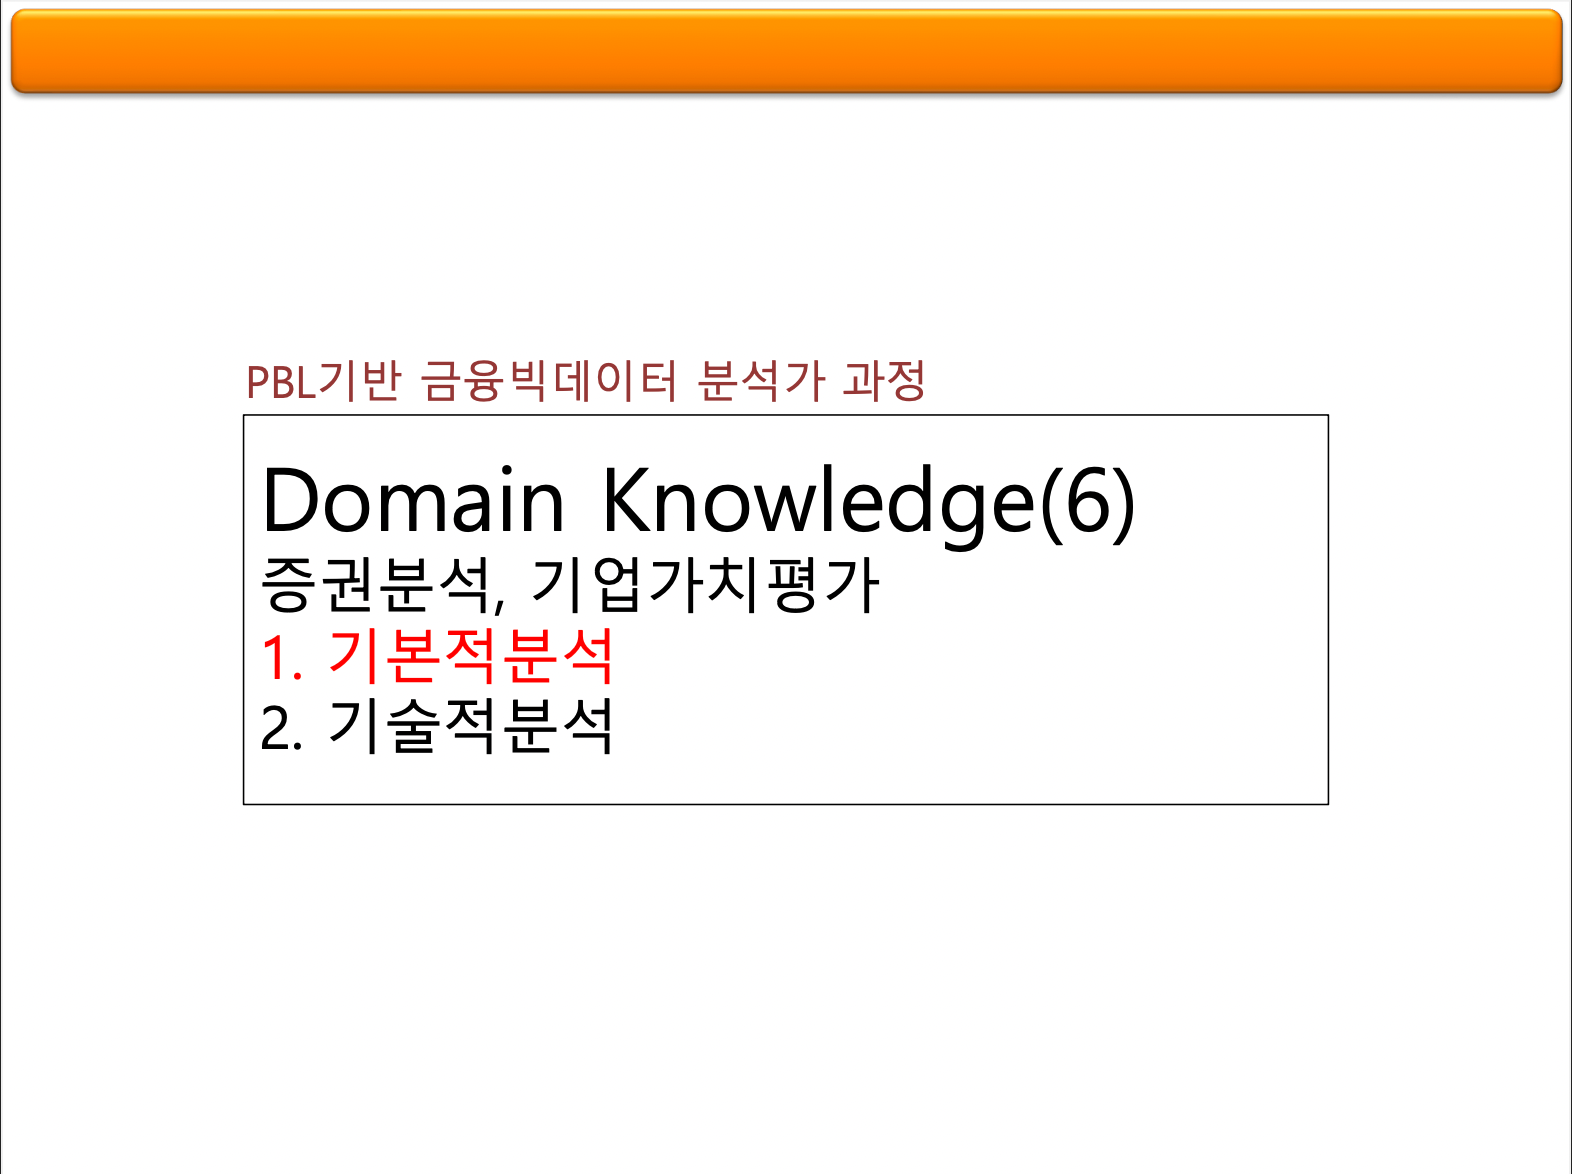 PBL기반 금융빅데이터 분석가 과정
Domain Knowledge(6)
증권분석, 기업가치평가
1. 기본적분석
2. 기술적분석